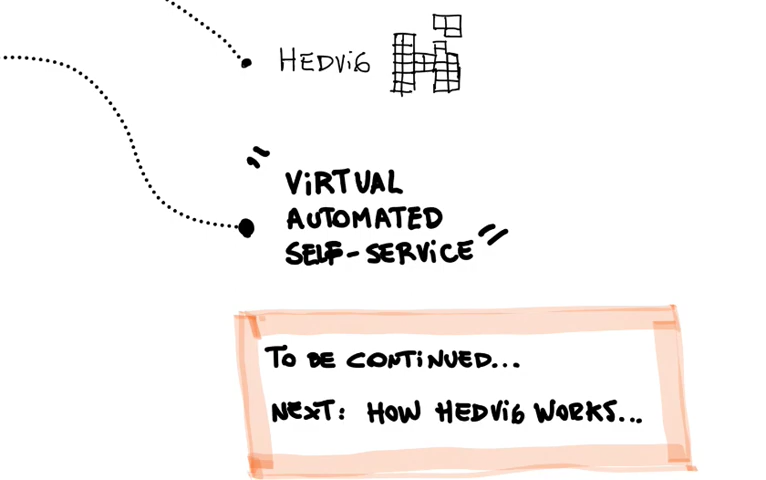 HEDViG
"ViRTUAL
AUTOMATED
SELF-SERViCE"
TO BE CONTiNUED...
NEXT: HOW HEDViG WORKS...